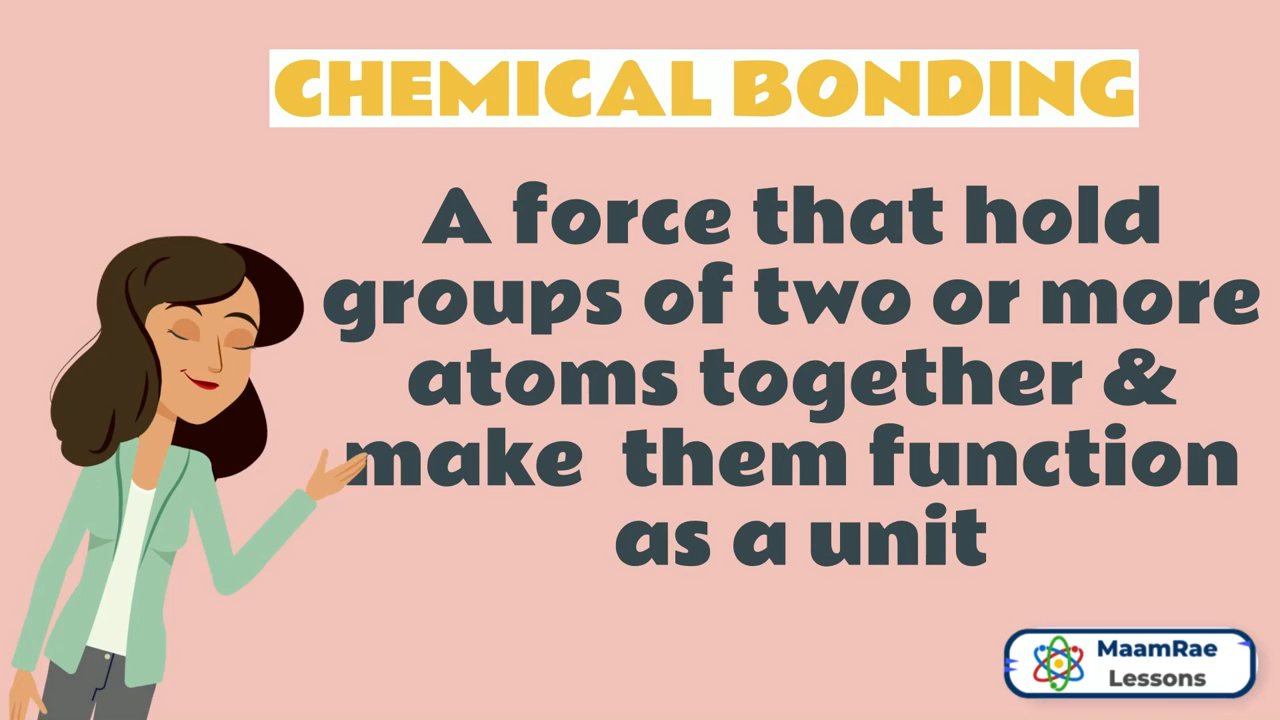 CHEMICAL BONDING
A force that hold
groups of two or more
atoms together &
make them function
as a unit
MaamRae
Lessons